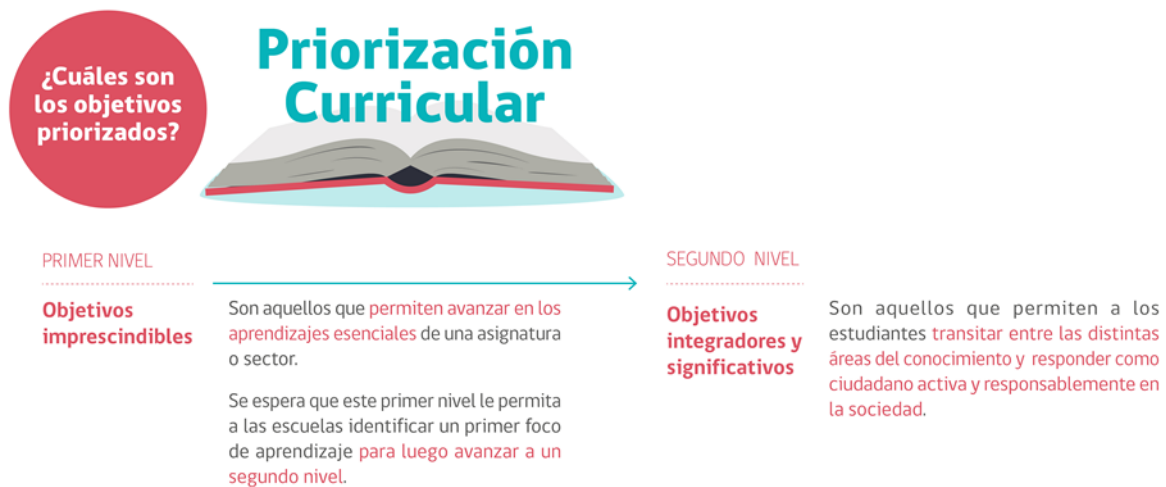 ¿Cuáles son
los objetivos
priorizados?
Priorización
Curricular
PRIMER NIVEL
Objetivos
imprescindibles
Son aquellos que permiten avanzar en los
aprendizajes esenciales de una asignatura
o sector.
Se espera que este primer nivel le permita
a las escuelas identificar un primer foco
de aprendizaje para luego avanzar a un
segundo nivel.
SEGUNDO NIVEL
Objetivos
integradores y
significativos
Son aquellos que permiten a los
estudiantes transitar entre las distintas
áreas del conocimiento y responder como
ciudadano activa y responsablemente en
la sociedad.